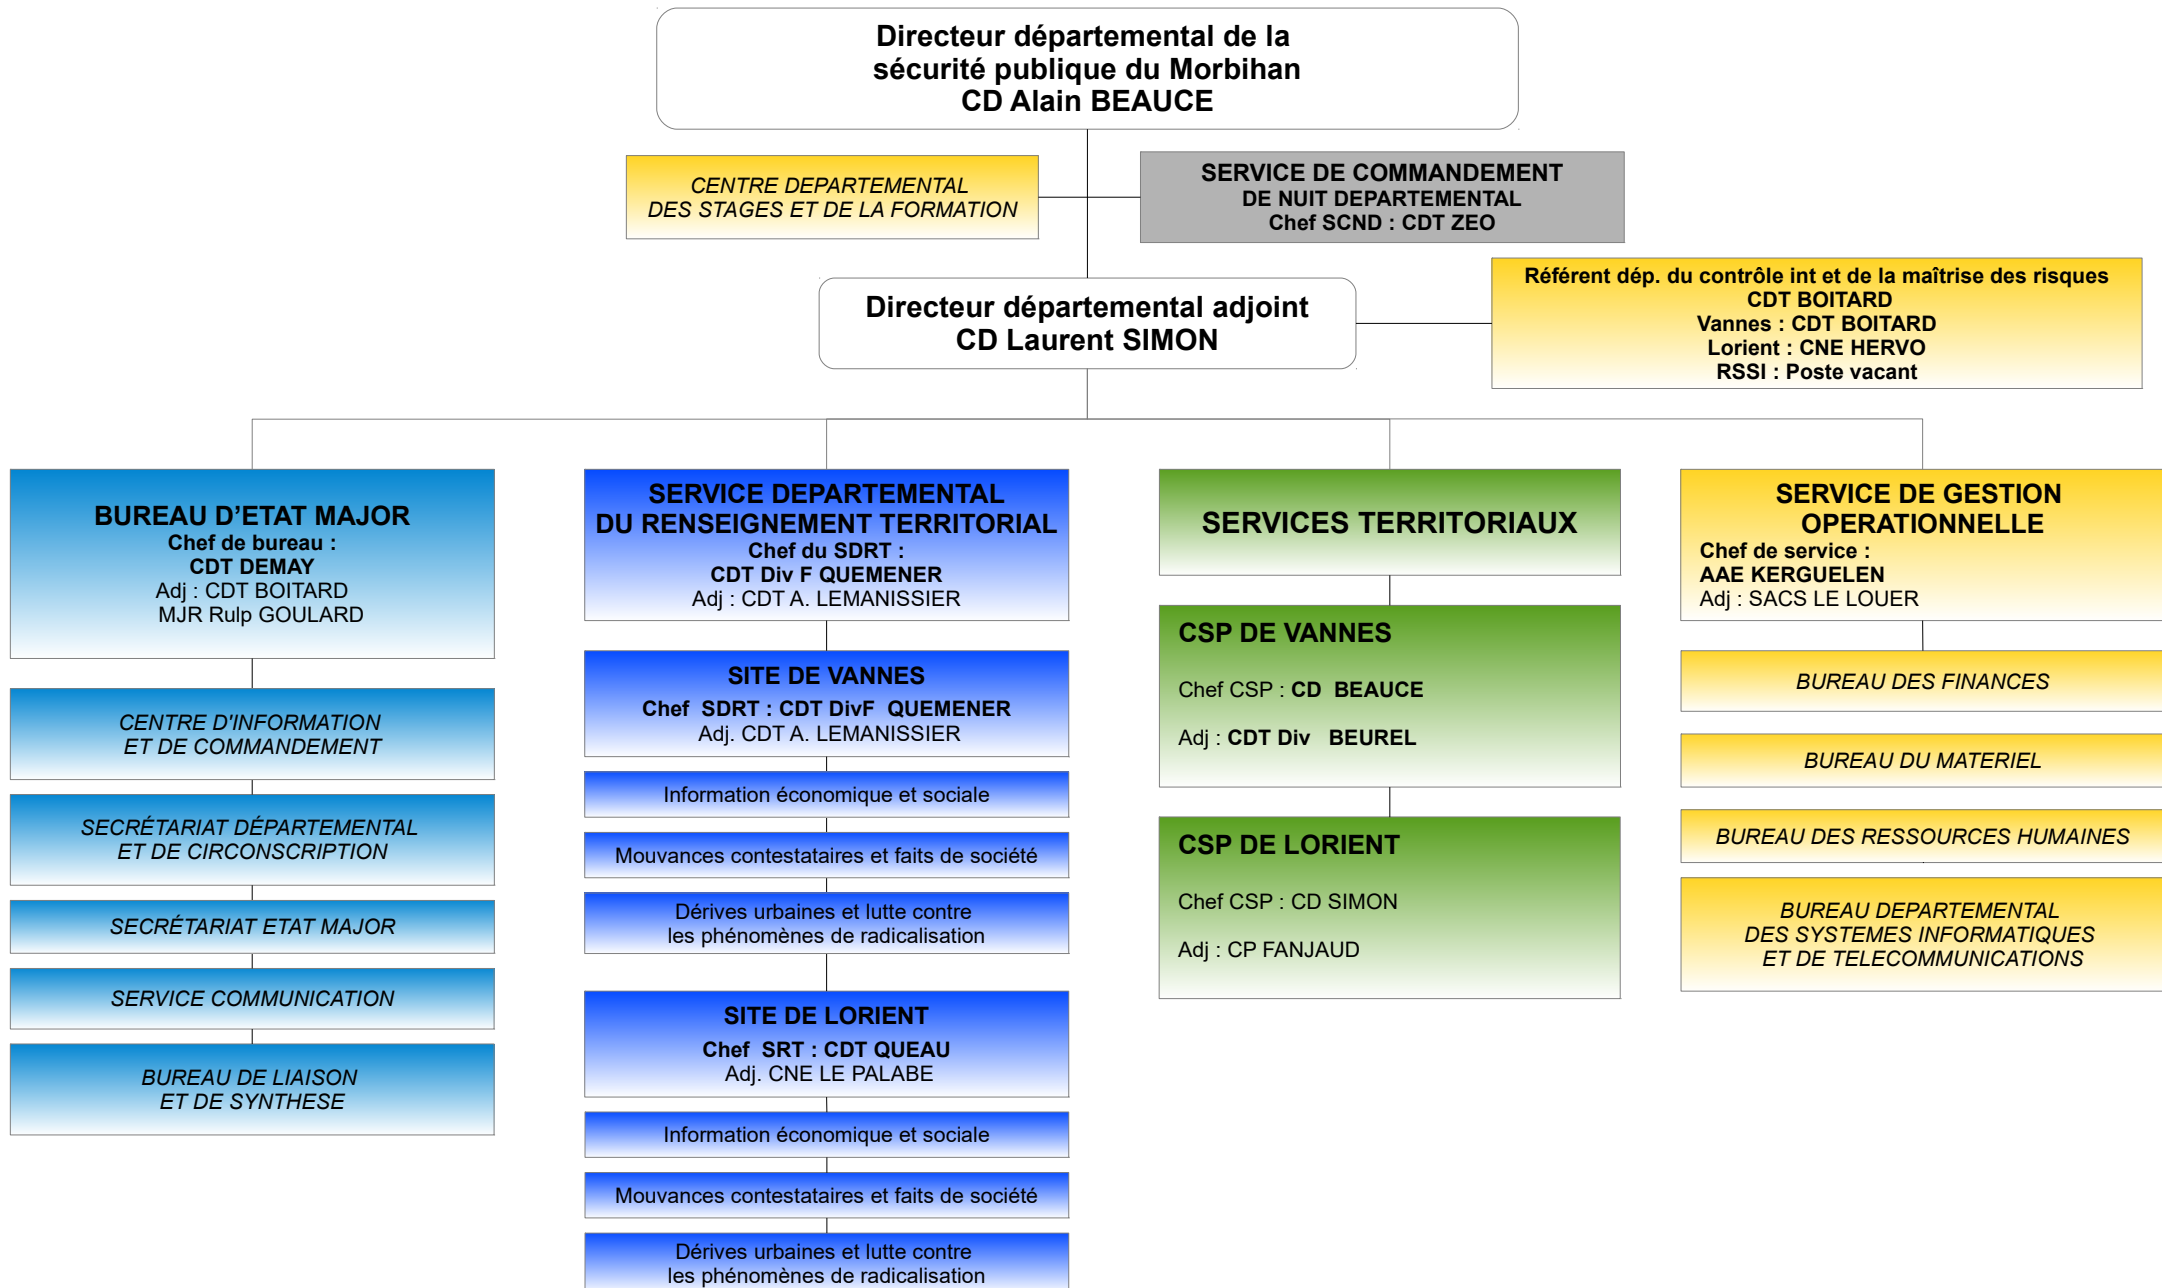 Directeur départemental de la
sécurité publique du Morbihan
CD Alain BEAUCE
CENTRE DEPARTEMENTAL
DES STAGES ET DE LA FORMATION
SERVICE DE COMMANDEMENT
DE NUIT DEPARTEMENTAL
Chef SCND : CDT ZEO
Directeur départemental adjoint
CD Laurent SIMON
Référent dép. du contrôle int et de la maîtrise des risques
CDT BOITARD
Vannes : CDT BOITARD
Lorient : CNE HERVO
RSSI : Poste vacant
BUREAU D’ETAT MAJOR
Chef de bureau :
CDT DEMAY
Adj : CDT BOITARD
MJR Rulp GOULARD
CENTRE D'INFORMATION
ET DE COMMANDEMENT
SECRÉTARIAT DÉPARTEMENTAL
ET DE CIRCONSCRIPTION
SECRÉTARIAT ETAT MAJOR
SERVICE COMMUNICATION
BUREAU DE LIAISON
ET DE SYNTHESE
SERVICE DEPARTEMENTAL
DU RENSEIGNEMENT TERRITORIAL
Chef du SDRT :
CDT Div F QUEMENER
Adj : CDT A. LEMANISSIER
SITE DE VANNES
Chef SDRT : CDT DivF QUEMENER
Adj. CDT A. LEMANISSIER
Information économique et sociale
Mouvances contestataires et faits de société
Dérives urbaines et lutte contre
les phénomènes de radicalisation
SITE DE LORIENT
Chef SRT : CDT QUEAU
Adj. CNE LE PALABE
Information économique et sociale
Mouvances contestataires et faits de société
Dérives urbaines et lutte contre
les phénomènes de radicalisation
SERVICES TERRITORIAUX
CSP DE VANNES
Chef CSP : CD BEAUCE
Adj : CDT Div BEUREL
CSP DE LORIENT
Chef CSP : CD SIMON
Adj : CP FANJAUD
SERVICE DE GESTION
OPERATIONNELLE
Chef de service :
AAE KERGUELEN
Adj : SACS LE LOUER
BUREAU DES FINANCES
BUREAU DU MATERIEL
BUREAU DES RESSOURCES HUMAINES
BUREAU DEPARTEMENTAL
DES SYSTEMES INFORMATIQUES
ET DE TELECOMMUNICATIONS